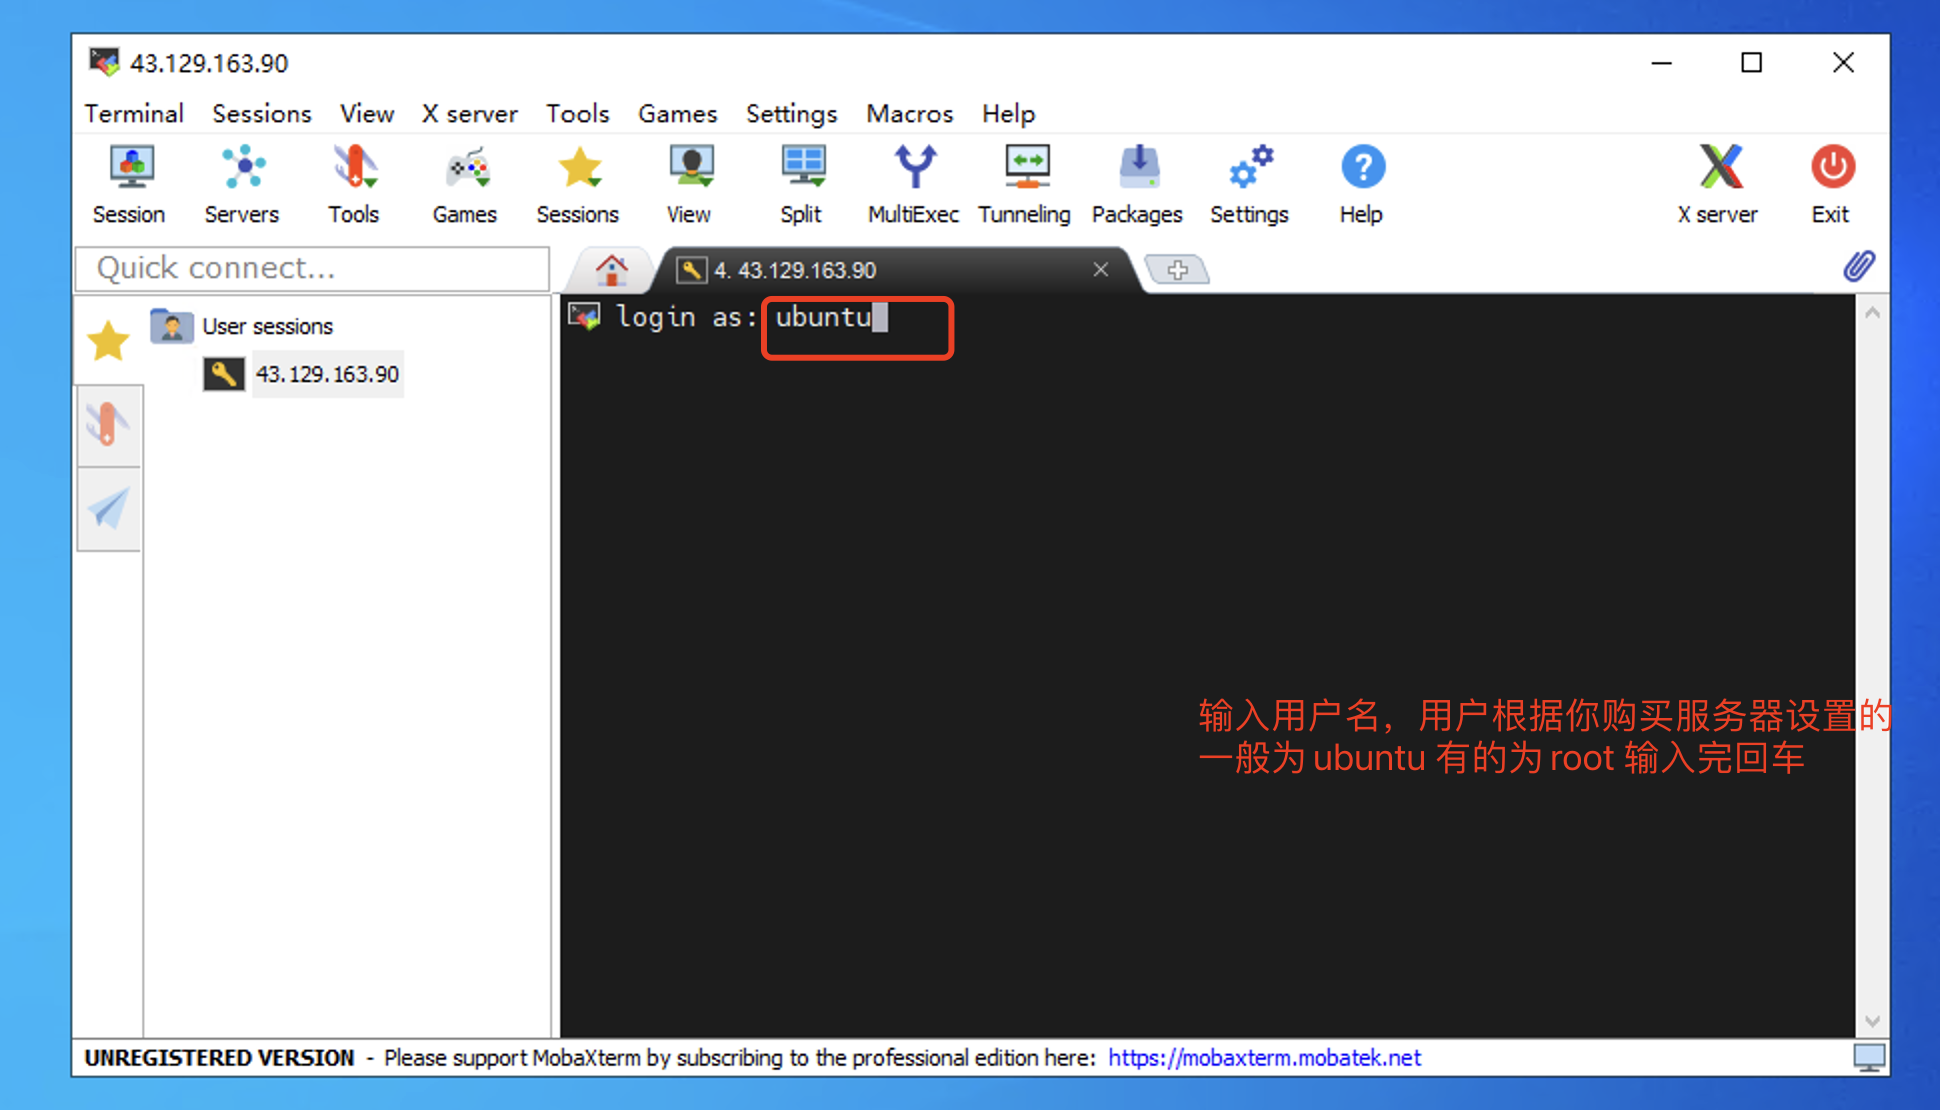 43.129.163.90
Terminal Sessions View X server Tools Games Settings Macros Help
Session Servers Tools Games Sessions View Split MultiExec Tunneling Packages Settings Help X server Exit
Quick connect...
4. 43.129.163.90
User sessions
43.129.163.90
login as: ubuntu
输入用户名，用户根据你购买服务器设置的
一般为 ubuntu 有的为 root 输入完回车
UNREGISTERED VERSION - Please support MobaXterm by subscribing to the professional edition here: https://mobaxterm.mobatek.net